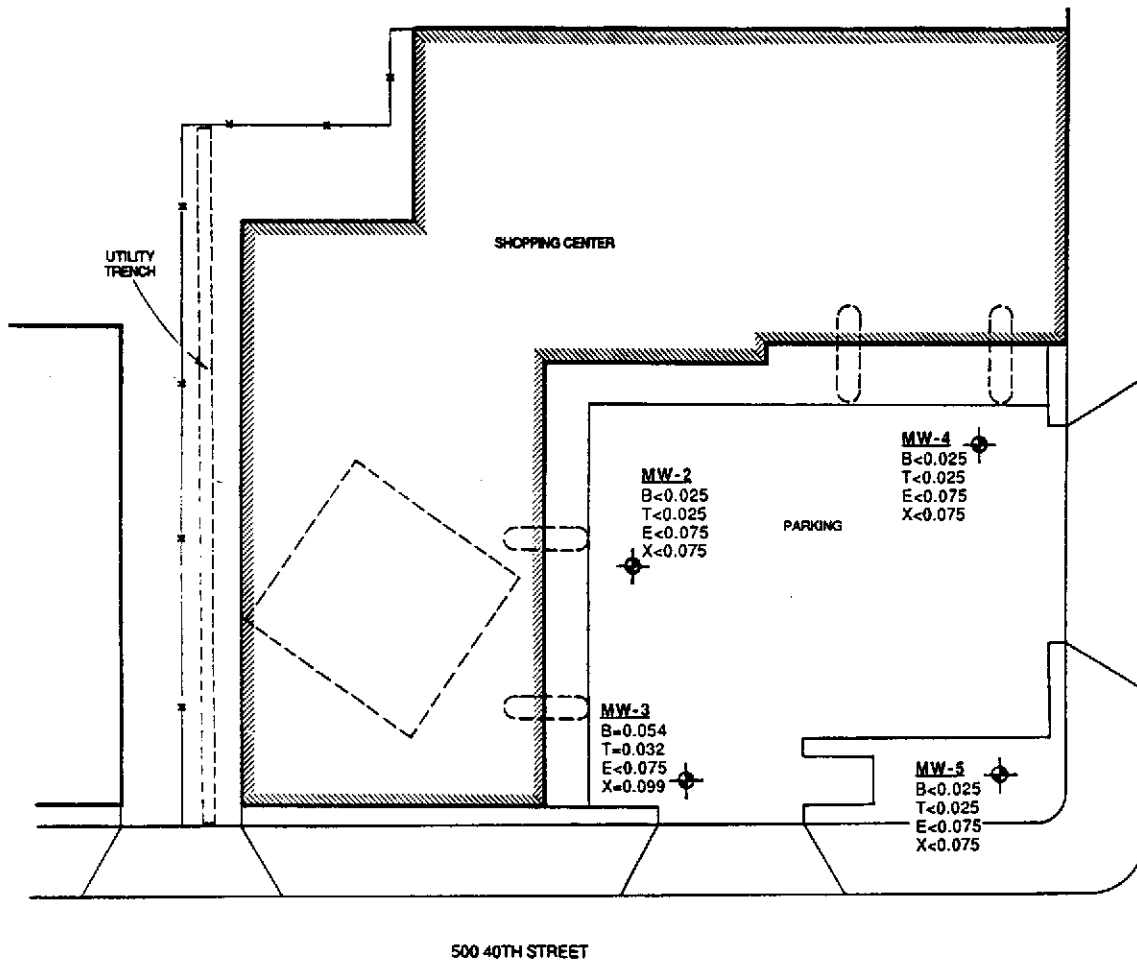 SHOPPING CENTER
UTILITY
TRENCH
MW-4
B<0.025
T<0.025
E<0.075
X<0.075
MW-2
B<0.025
T<0.025
E<0.075
X<0.075
PARKING
MW-3
B=0.054
T=0.032
E<0.075
X=0.099
MW-5
B<0.025
T<0.025
E<0.075
X<0.075
500 40TH STREET